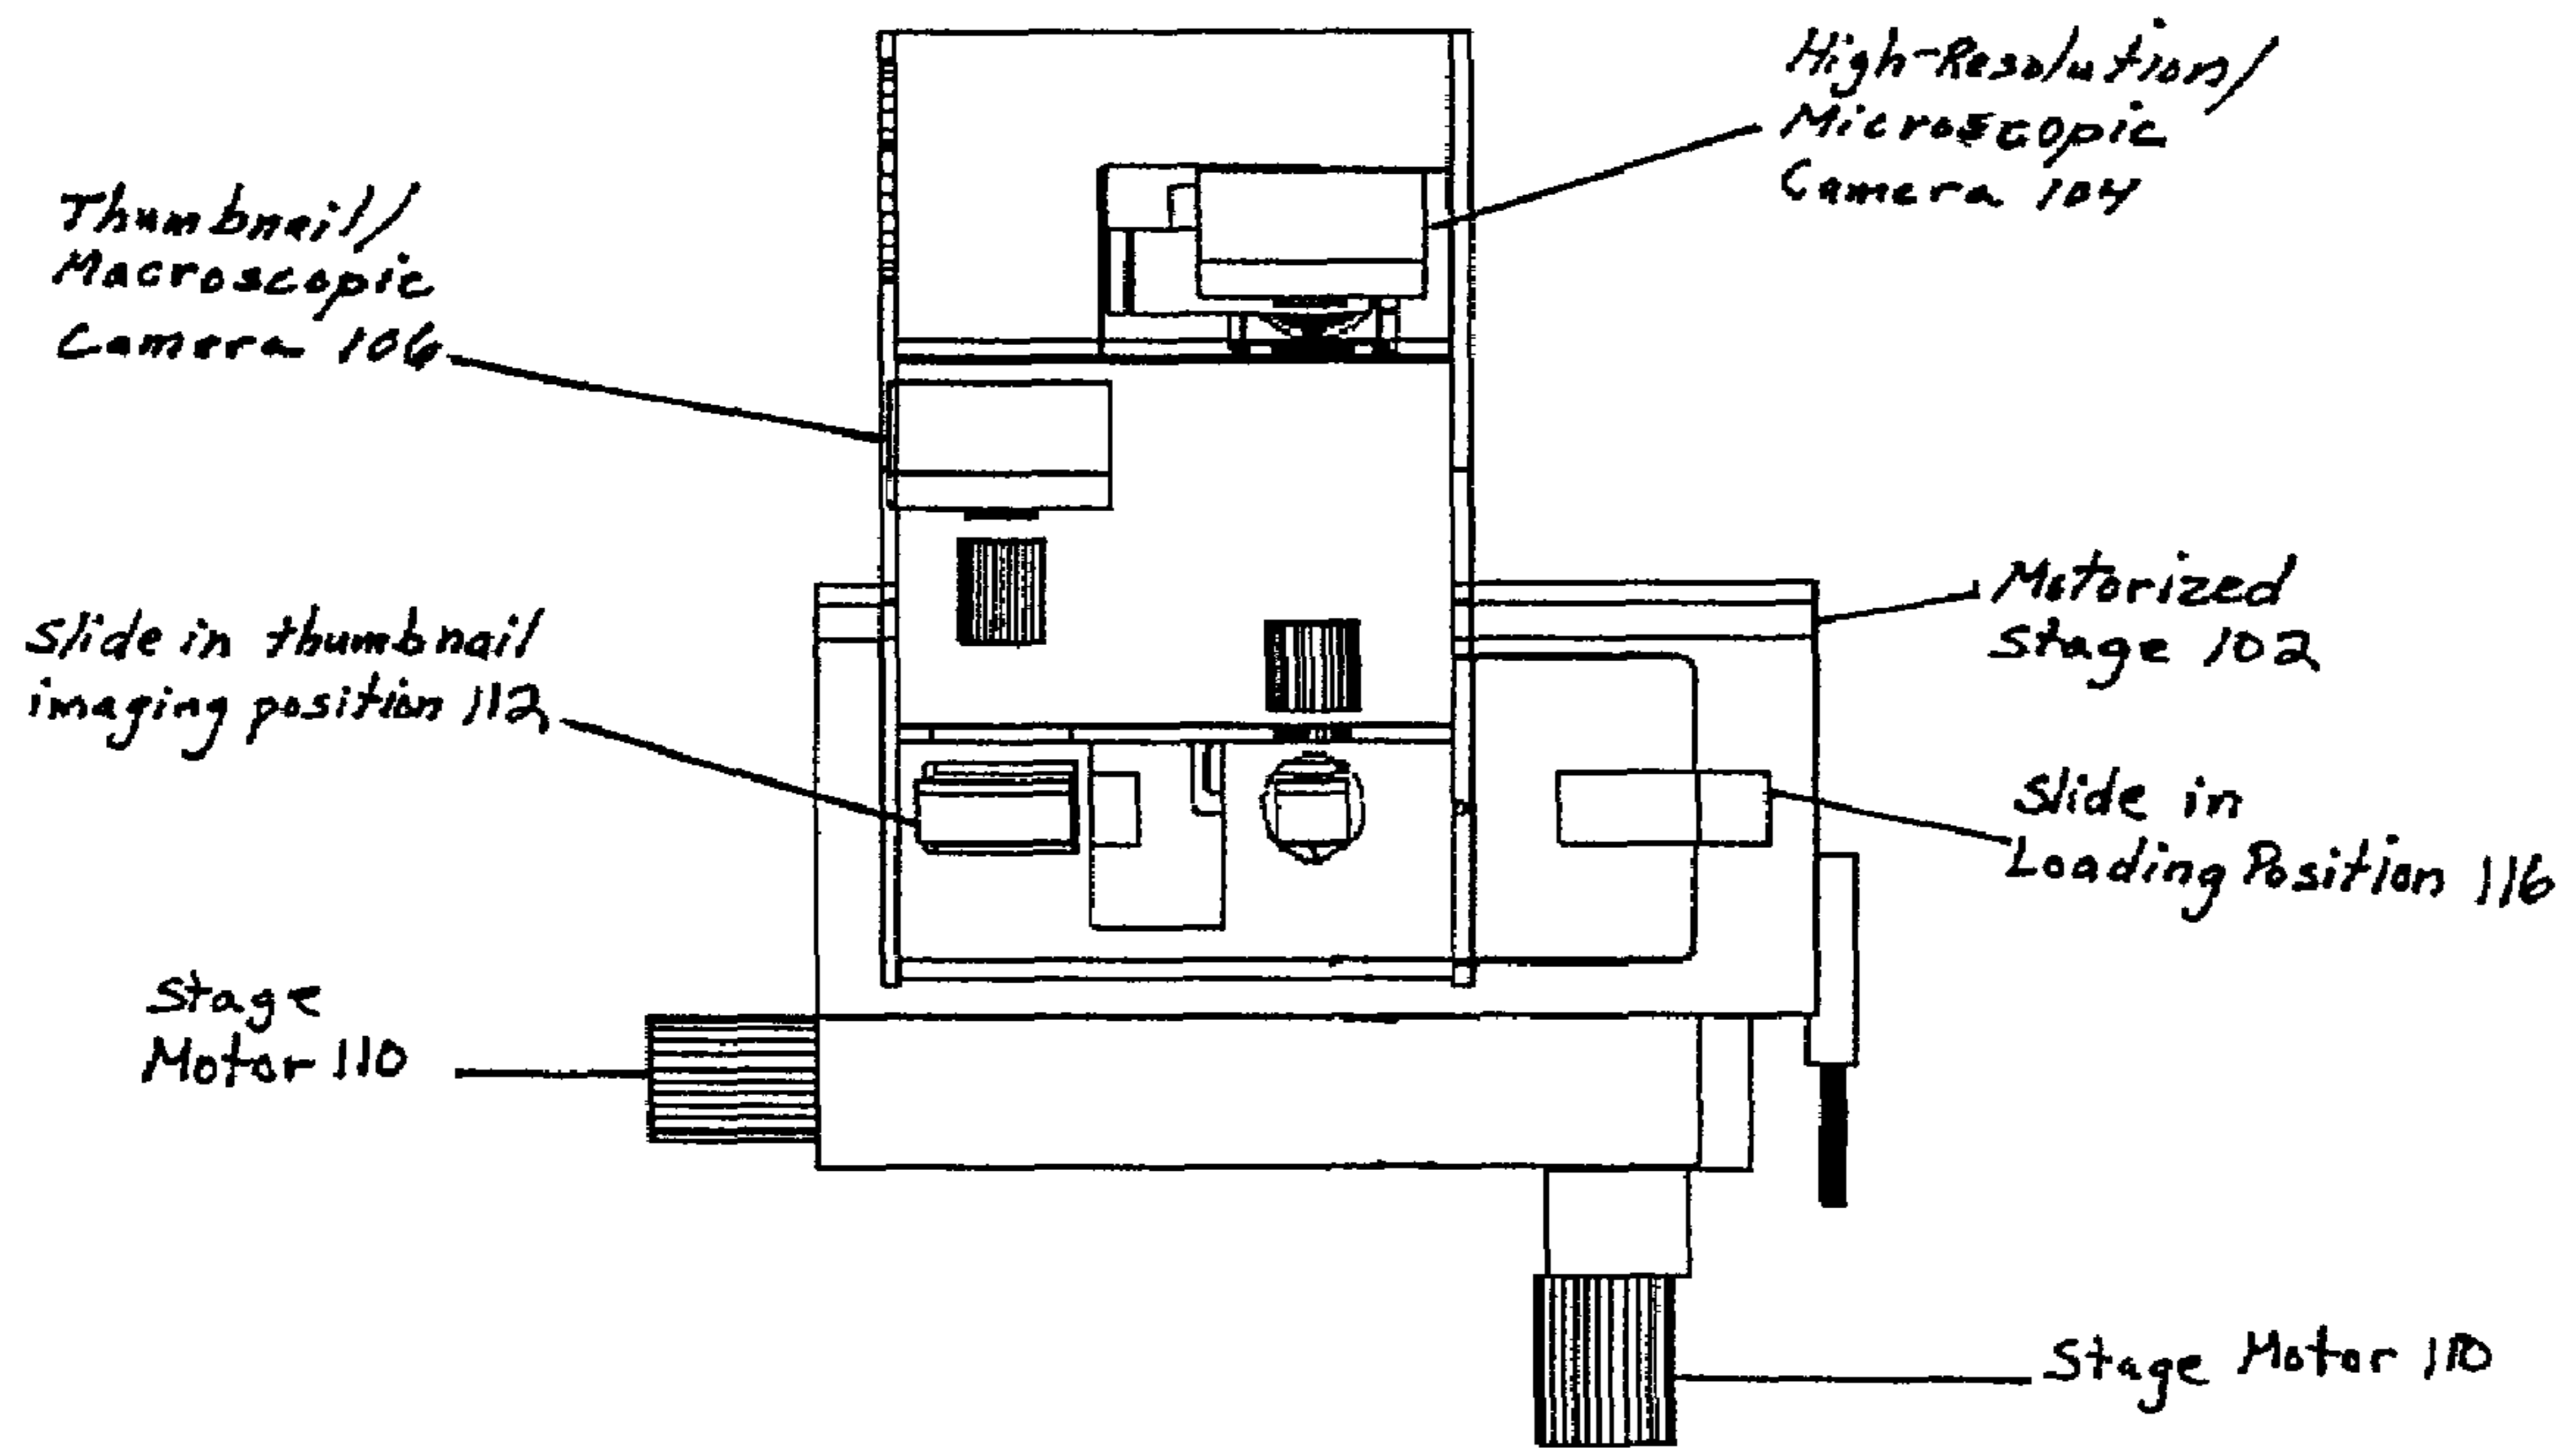 High-Resolution/
Microscopic
Camera 104
Thumbnail/
Macroscopic
Camera 106
Motorized
Stage 102
Slide in thumbnail
imaging position 112
Slide in
Loading Position 116
Stage
Motor 110
Stage Motor 110